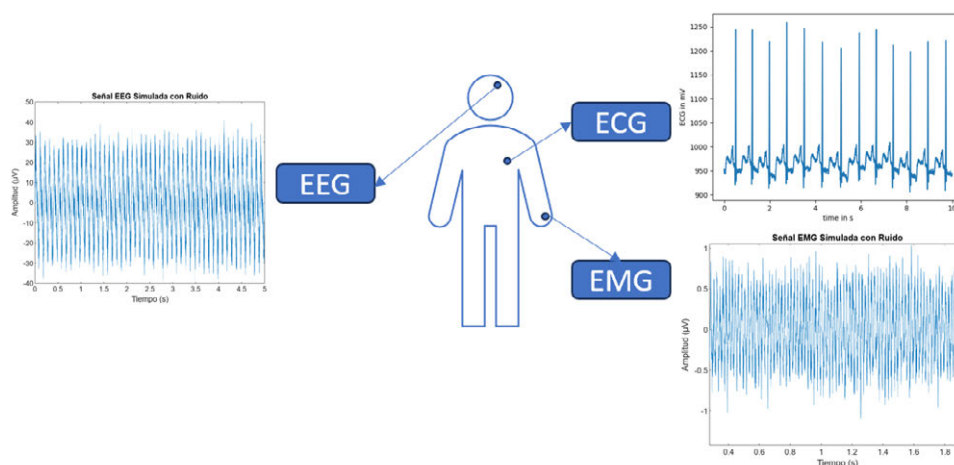 Señal EEG Simulada con Ruido
Amplitud (µV)
50
40
30
20
10
0
-10
-20
-30
-40
0 0.5 1 1.5 2 2.5 3 3.5 4 4.5 5
Tiempo (s)
EEG
ECG
EMG
ECG in mV
1250
1200
1150
1100
1050
1000
950
900
0 2 4 6 8 10
time in s
Señal EMG Simulada con Ruido
Amplitud (µV)
1
0.5
0
-0.5
-1
0.4 0.6 0.8 1 1.2 1.4 1.6 1.8
Tiempo (s)